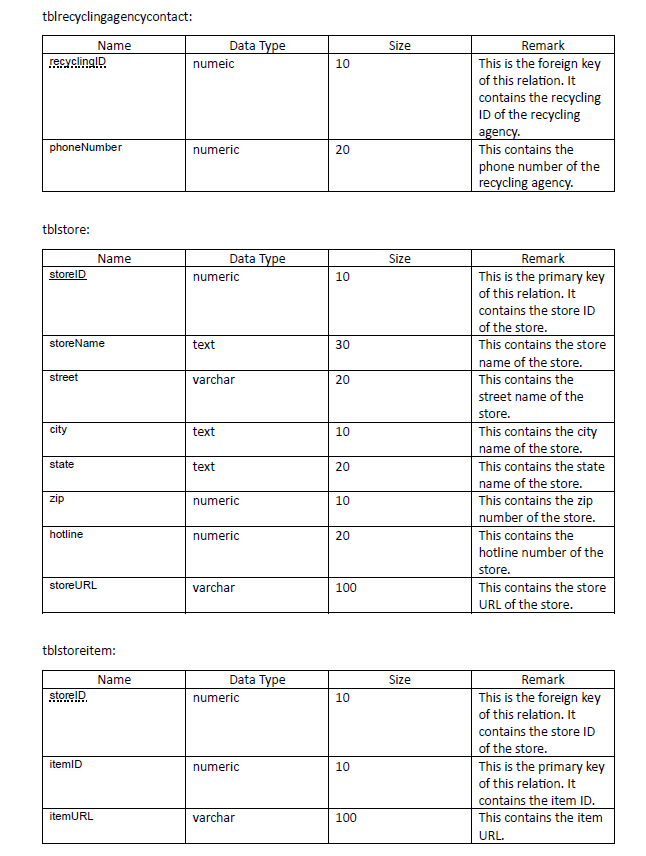 tblrecyclingagencycontact:
Name Data Type Size Remark
recyclingID numeic 10 This is the foreign key
of this relation. It
contains the recycling
ID of the recycling
agency.
phoneNumber numeric 20 This contains the
phone number of the
recycling agency.
tblstore:
Name Data Type Size Remark
storeID numeric 10 This is the primary key
of this relation. It
contains the store ID
of the store.
storeName text 30 This contains the store
name of the store.
street varchar 20 This contains the
street name of the
store.
city text 10 This contains the city
name of the store.
state text 20 This contains the state
name of the store.
zip numeric 10 This contains the zip
number of the store.
hotline numeric 20 This contains the
hotline number of the
store.
storeURL varchar 100 This contains the store
URL of the store.
tblstoreitem:
Name Data Type Size Remark
storeID numeric 10 This is the foreign key
of this relation. It
contains the store ID
of the store.
itemID numeric 10 This is the primary key
of this relation. It
contains the item ID.
itemURL varchar 100 This contains the item
URL.